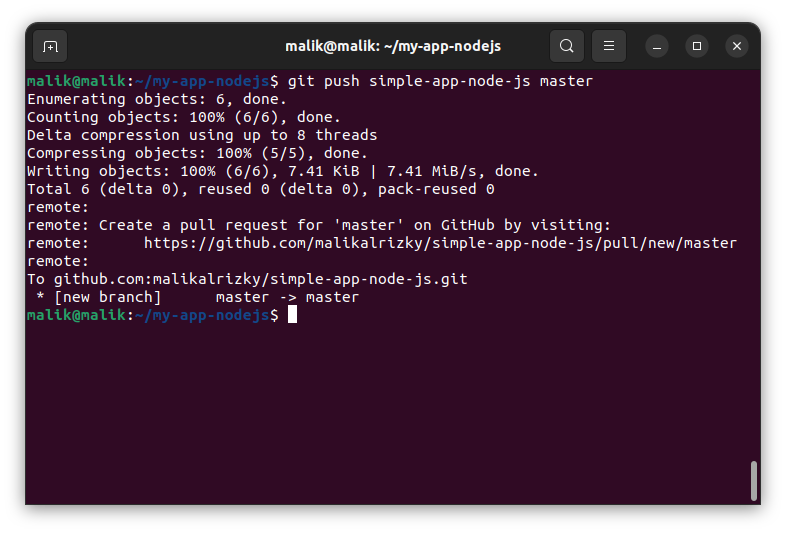 malik@malik: ~/my-app-nodejs
malik@malik:~/my-app-nodejs$ git push simple-app-node-js master
Enumerating objects: 6, done.
Counting objects: 100% (6/6), done.
Delta compression using up to 8 threads
Compressing objects: 100% (5/5), done.
Writing objects: 100% (6/6), 7.41 KiB | 7.41 MiB/s, done.
Total 6 (delta 0), reused 0 (delta 0), pack-reused 0
remote:
remote: Create a pull request for 'master' on GitHub by visiting:
remote:      https://github.com/malikalrizky/simple-app-node-js/pull/new/master
remote:
To github.com:malikalrizky/simple-app-node-js.git
 * [new branch]      master -> master
malik@malik:~/my-app-nodejs$